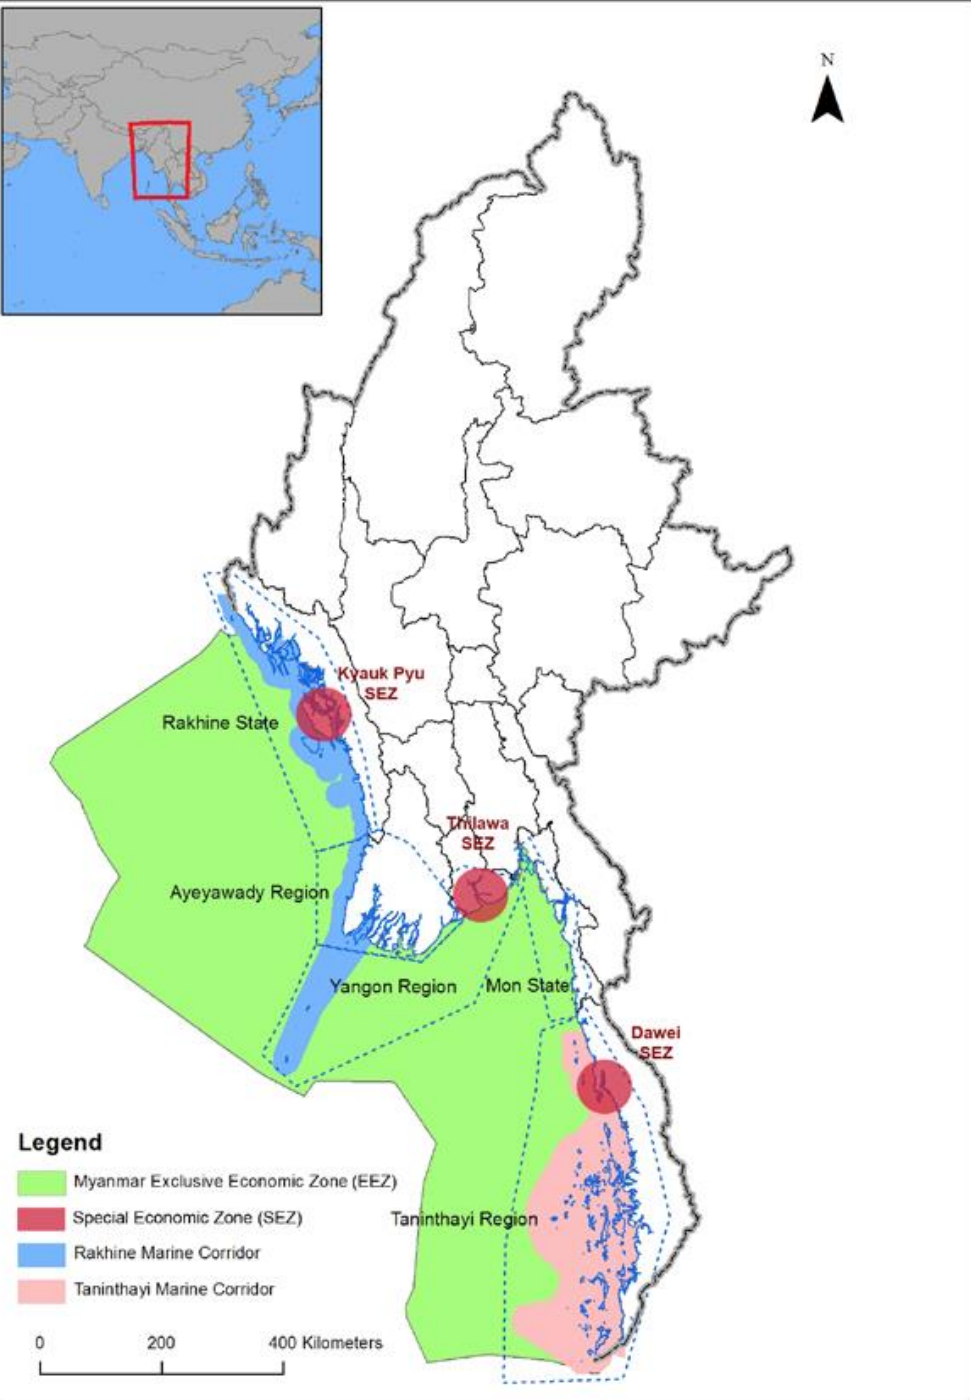 N
Kyauk Pyu
SEZ
Rakhine State
Thilawa
SEZ
Ayeyawady Region
Yangon Region
Mon State
Dawei
SEZ
Taninthayi Region
Legend
Myanmar Exclusive Economic Zone (EEZ)
Special Economic Zone (SEZ)
Rakhine Marine Corridor
Taninthayi Marine Corridor
0 200 400 Kilometers